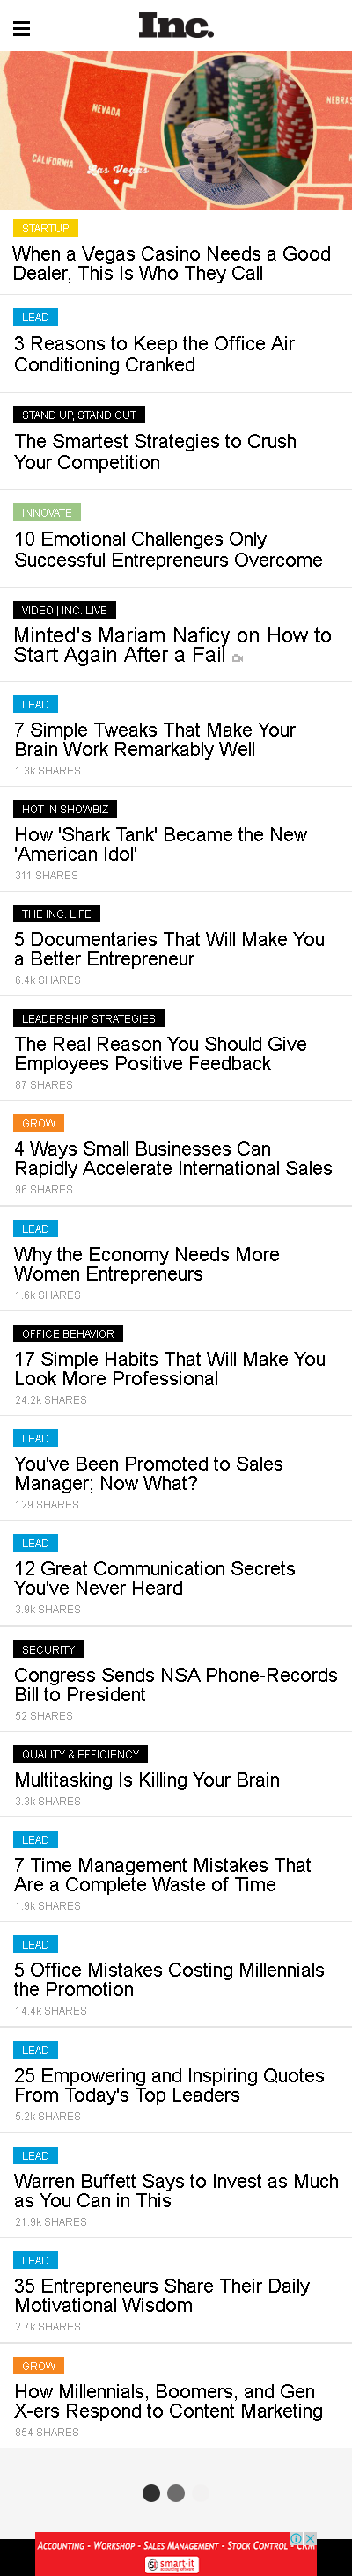 Inc.
NEVADA
NEBRAS
CALIFORNIA
Las Vegas
POKER
STARTUP
When a Vegas Casino Needs a Good
Dealer, This Is Who They Call
LEAD
3 Reasons to Keep the Office Air
Conditioning Cranked
STAND UP, STAND OUT
The Smartest Strategies to Crush
Your Competition
INNOVATE
10 Emotional Challenges Only
Successful Entrepreneurs Overcome
VIDEO | INC. LIVE
Minted's Mariam Naficy on How to
Start Again After a Fail
LEAD
7 Simple Tweaks That Make Your
Brain Work Remarkably Well
1.3k SHARES
HOT IN SHOWBIZ
How 'Shark Tank' Became the New
'American Idol'
311 SHARES
THE INC. LIFE
5 Documentaries That Will Make You
a Better Entrepreneur
6.4k SHARES
LEADERSHIP STRATEGIES
The Real Reason You Should Give
Employees Positive Feedback
87 SHARES
GROW
4 Ways Small Businesses Can
Rapidly Accelerate International Sales
96 SHARES
LEAD
Why the Economy Needs More
Women Entrepreneurs
1.6k SHARES
OFFICE BEHAVIOR
17 Simple Habits That Will Make You
Look More Professional
24.2k SHARES
LEAD
You've Been Promoted to Sales
Manager; Now What?
129 SHARES
LEAD
12 Great Communication Secrets
You've Never Heard
3.9k SHARES
SECURITY
Congress Sends NSA Phone-Records
Bill to President
52 SHARES
QUALITY & EFFICIENCY
Multitasking Is Killing Your Brain
3.3k SHARES
LEAD
7 Time Management Mistakes That
Are a Complete Waste of Time
1.9k SHARES
LEAD
5 Office Mistakes Costing Millennials
the Promotion
14.4k SHARES
LEAD
25 Empowering and Inspiring Quotes
From Today's Top Leaders
5.2k SHARES
LEAD
Warren Buffett Says to Invest as Much
as You Can in This
21.9k SHARES
LEAD
35 Entrepreneurs Share Their Daily
Motivational Wisdom
2.7k SHARES
GROW
How Millennials, Boomers, and Gen
X-ers Respond to Content Marketing
854 SHARES
ACCOUNTING - WORKSHOP - SALES MANAGEMENT - STOCK CONTROL - CRM
smart-it